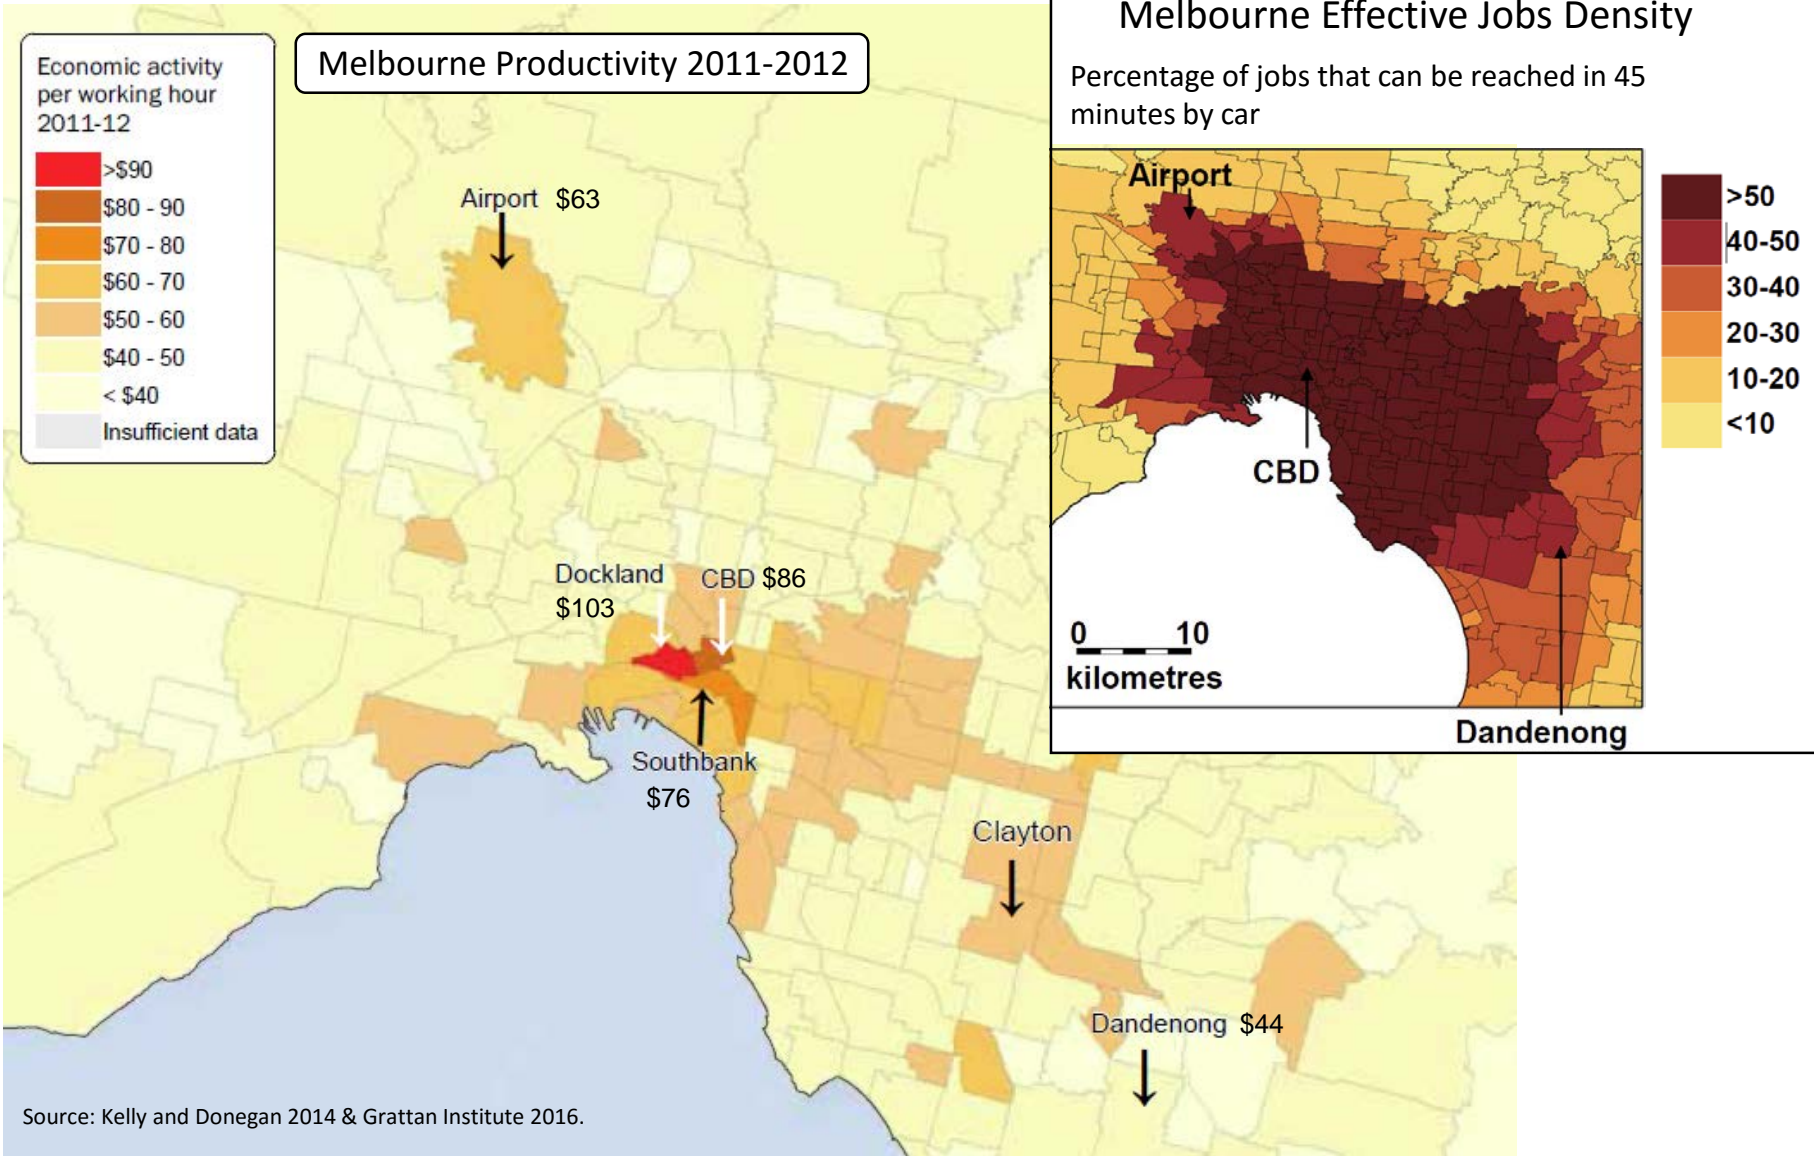 Melbourne Productivity 2011-2012
Economic activity
per working hour
2011-12
>$90
$80 - 90
$70 - 80
$60 - 70
$50 - 60
$40 - 50
< $40
Insufficient data
Airport $63
Dockland
$103
CBD $86
Southbank
$76
Clayton
Dandenong $44
Source: Kelly and Donegan 2014 & Grattan Institute 2016.
Melbourne Effective Jobs Density
Percentage of jobs that can be reached in 45
minutes by car
Airport
CBD
0 10
kilometres
Dandenong
>50
40-50
30-40
20-30
10-20
<10